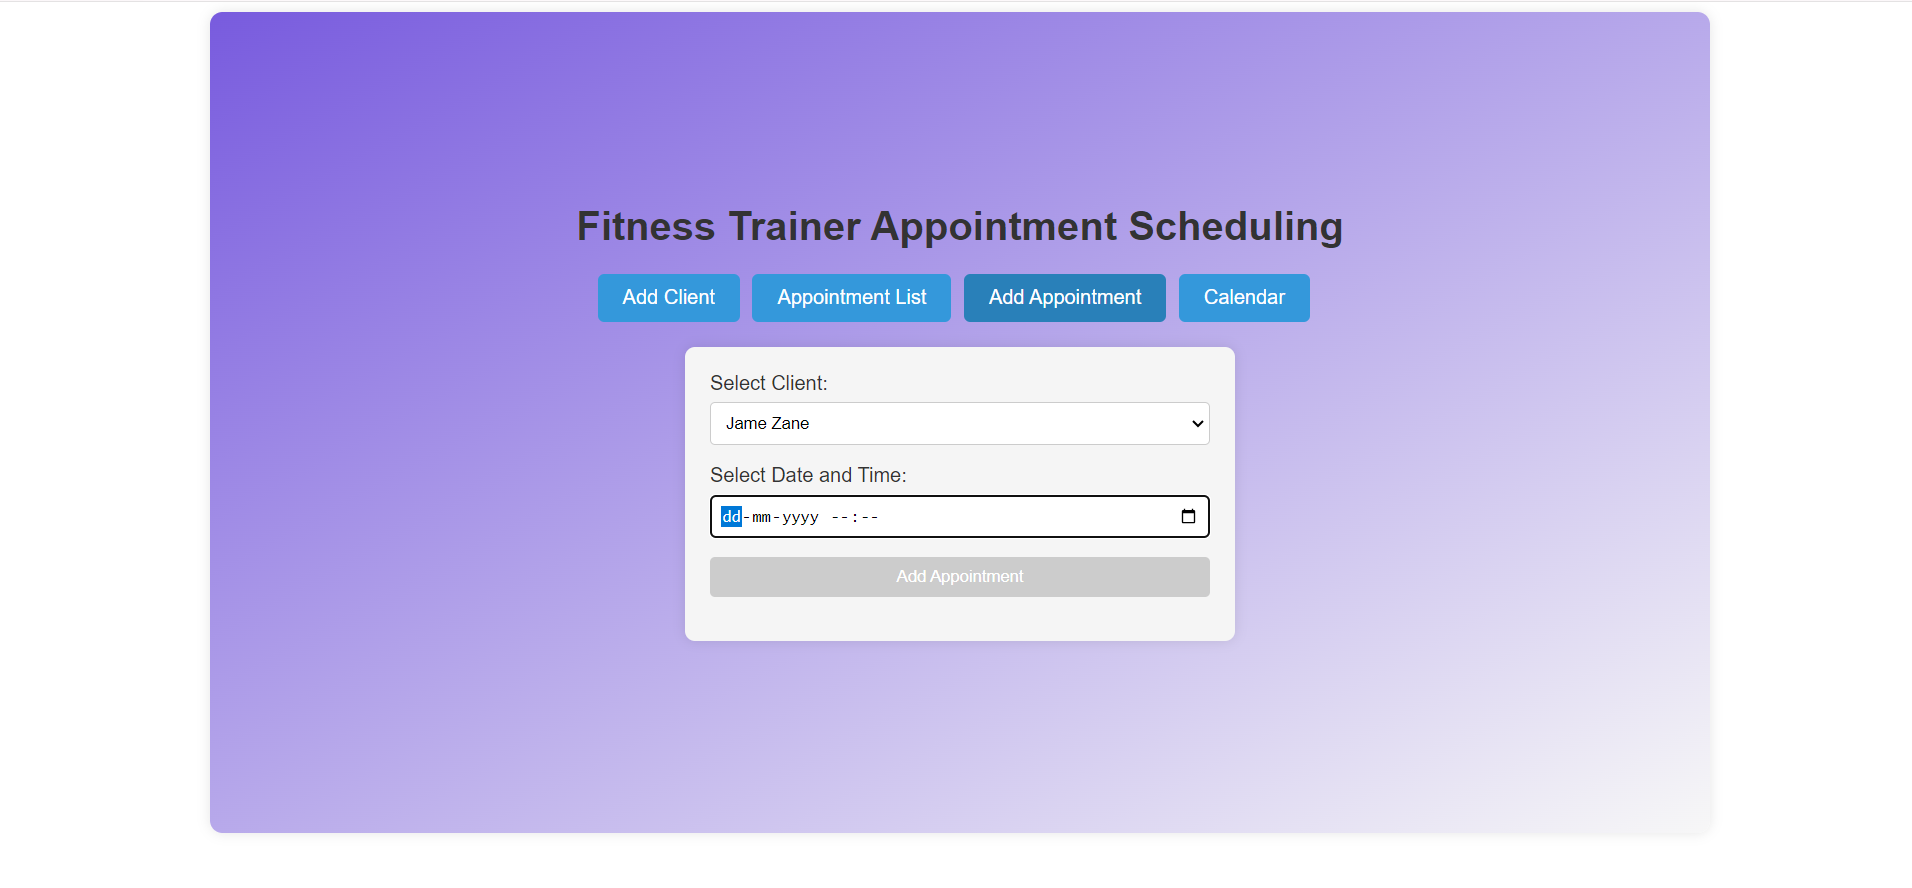 Fitness Trainer Appointment Scheduling
Add Client Appointment List Add Appointment Calendar
Select Client:
Jame Zane
Select Date and Time:
dd-mm-yyyy --:--
Add Appointment